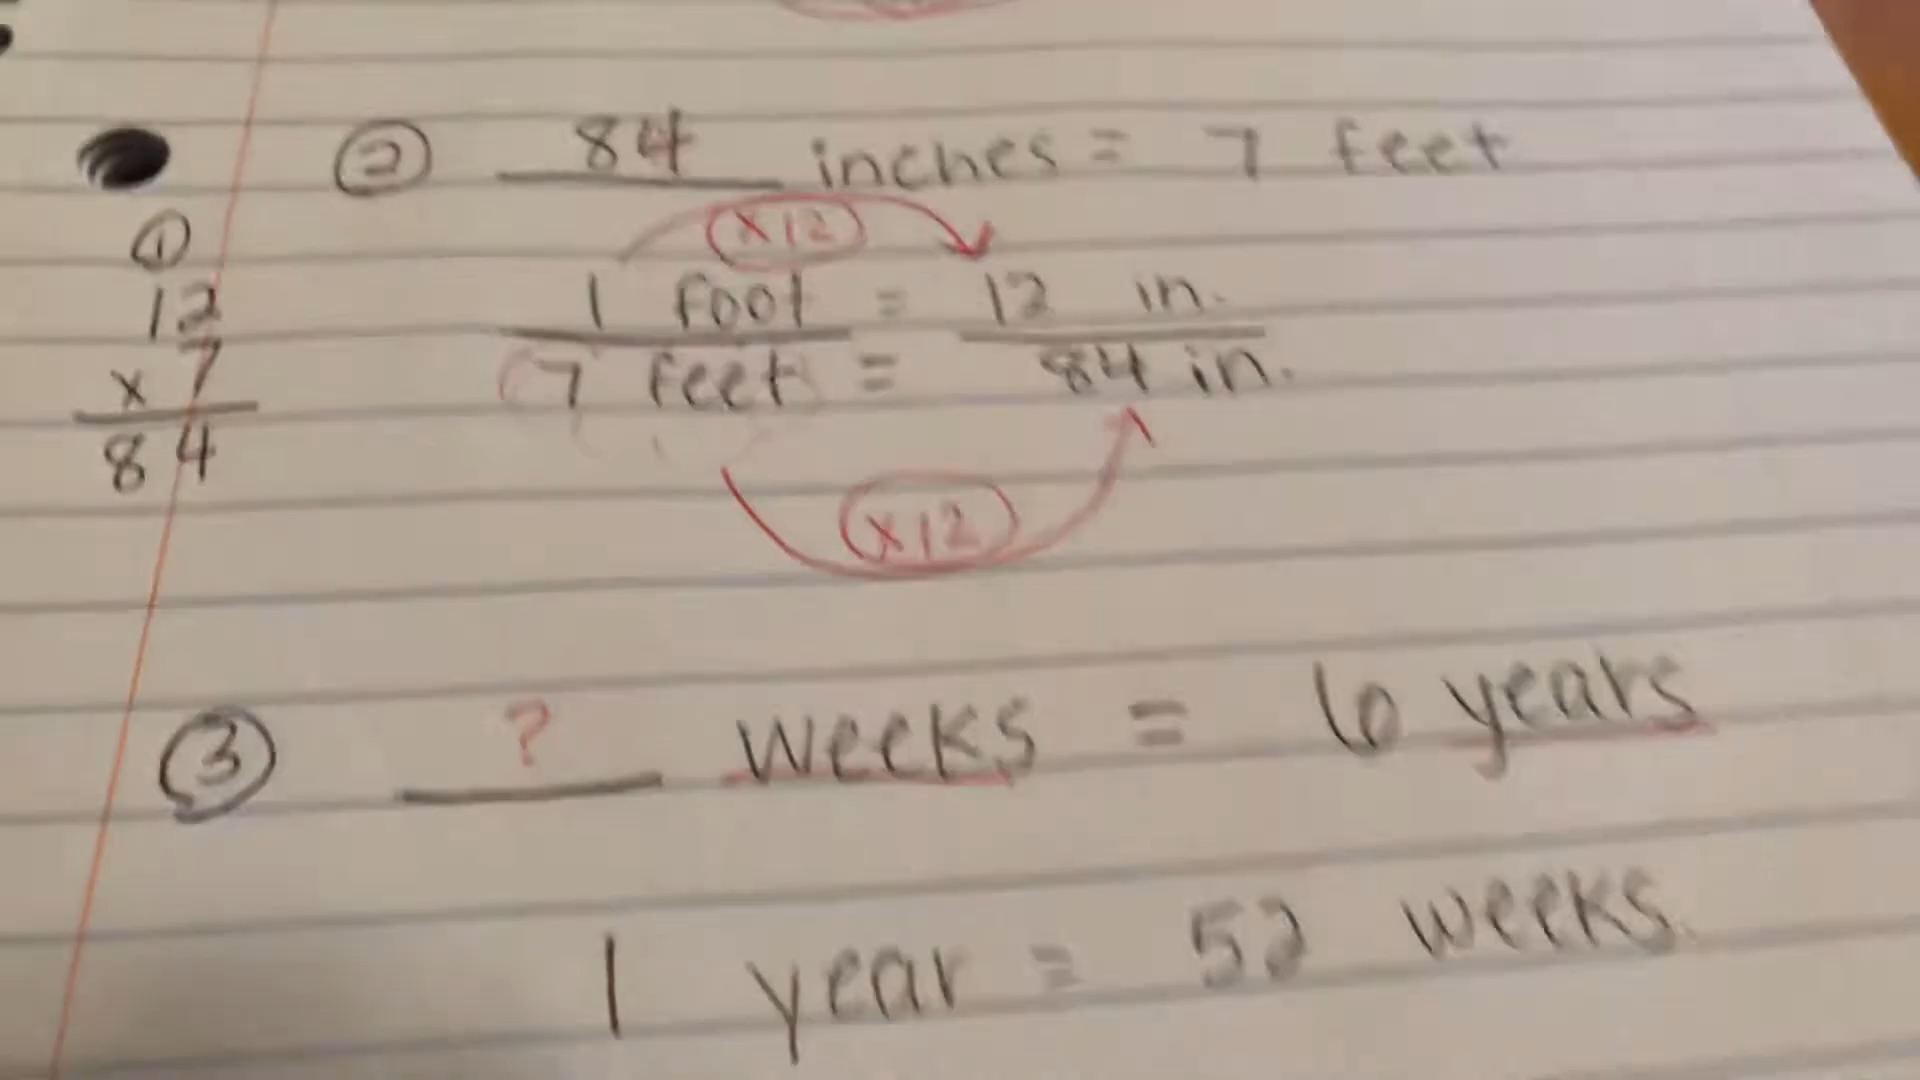 ② 84 inches = 7 feet
x12
1 foot = 12 in.
7 feet = 84 in.
x12
①
12
x 7
84
③ ? weeks = 6 years
1 year = 52 weeks.